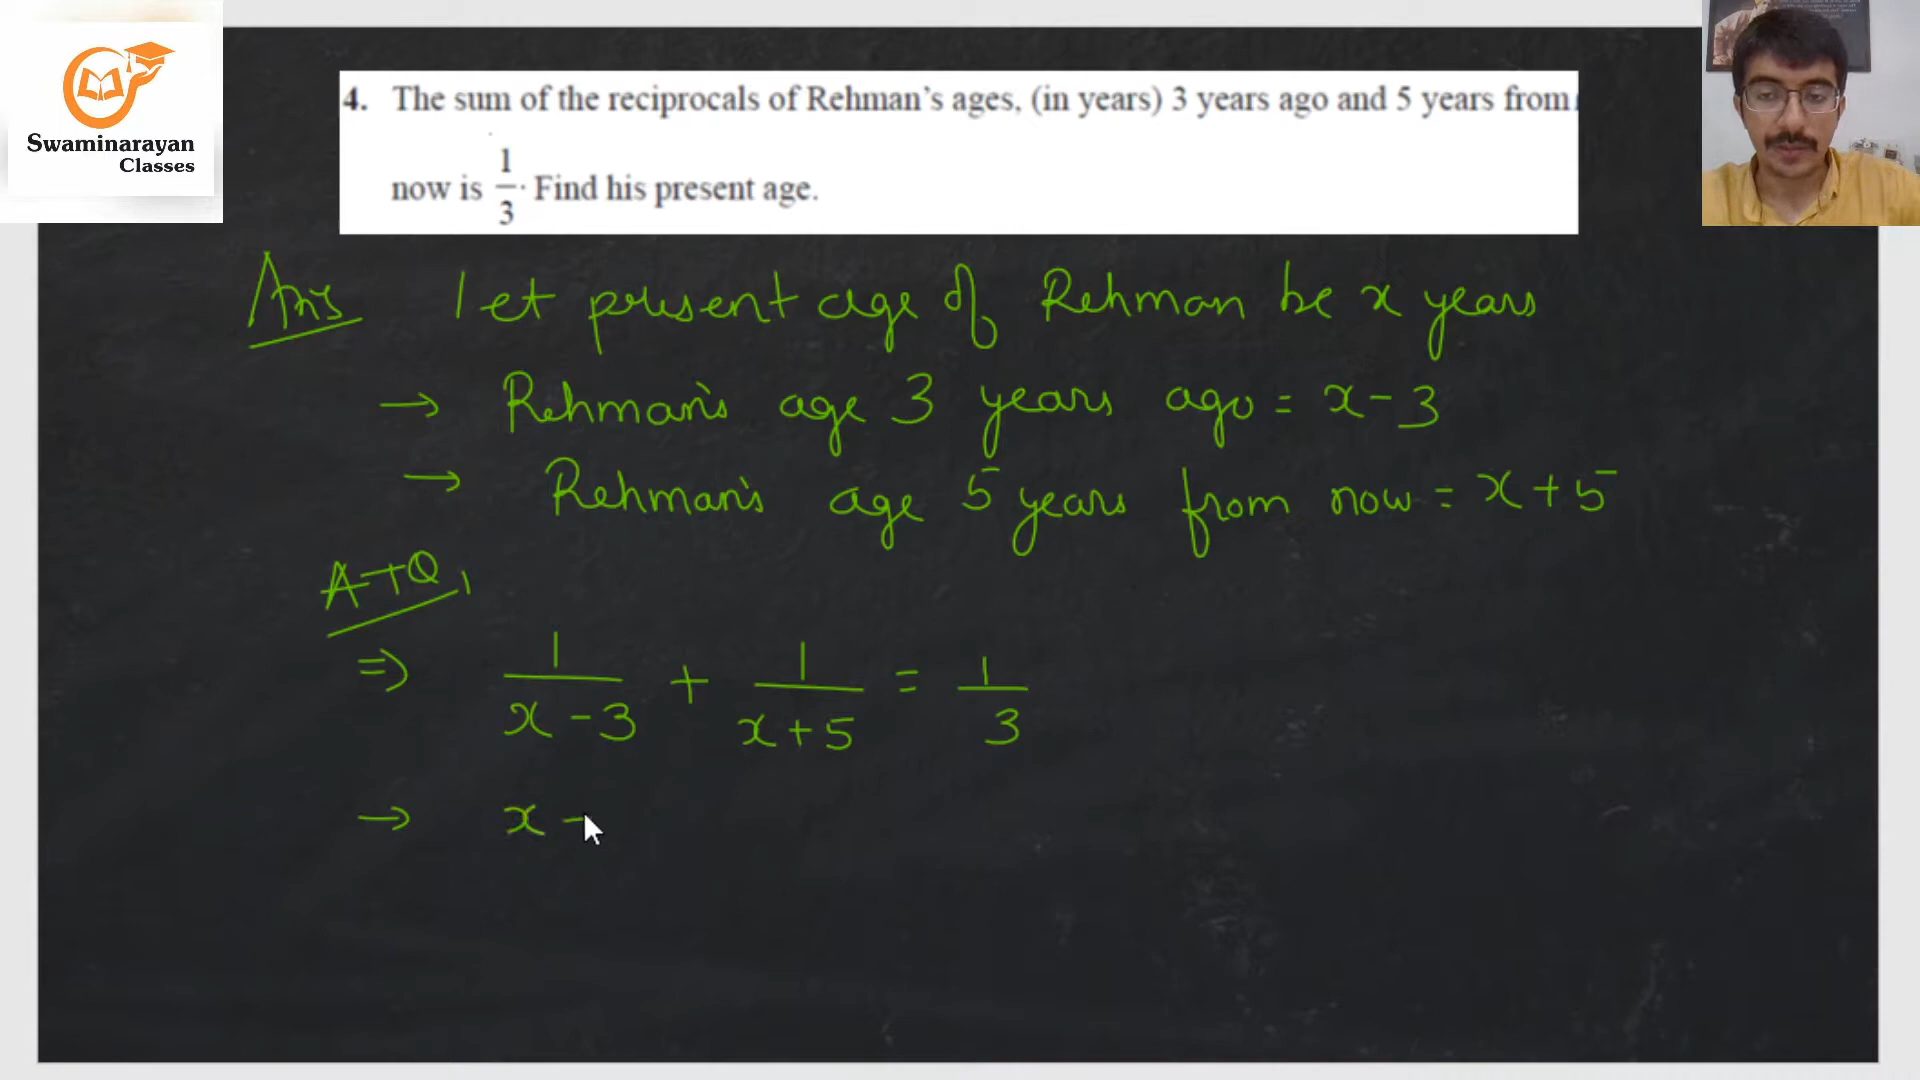 Swaminarayan
Classes
4. The sum of the reciprocals of Rehman's ages, (in years) 3 years ago and 5 years from
now is 1/3. Find his present age.
Ans let present age of Rehman be x years
→ Rehman's age 3 years ago = x - 3
→ Rehman's age 5 years from now = x + 5
ATQ,
⇒ 1/(x - 3) + 1/(x + 5) = 1/3
→ x -